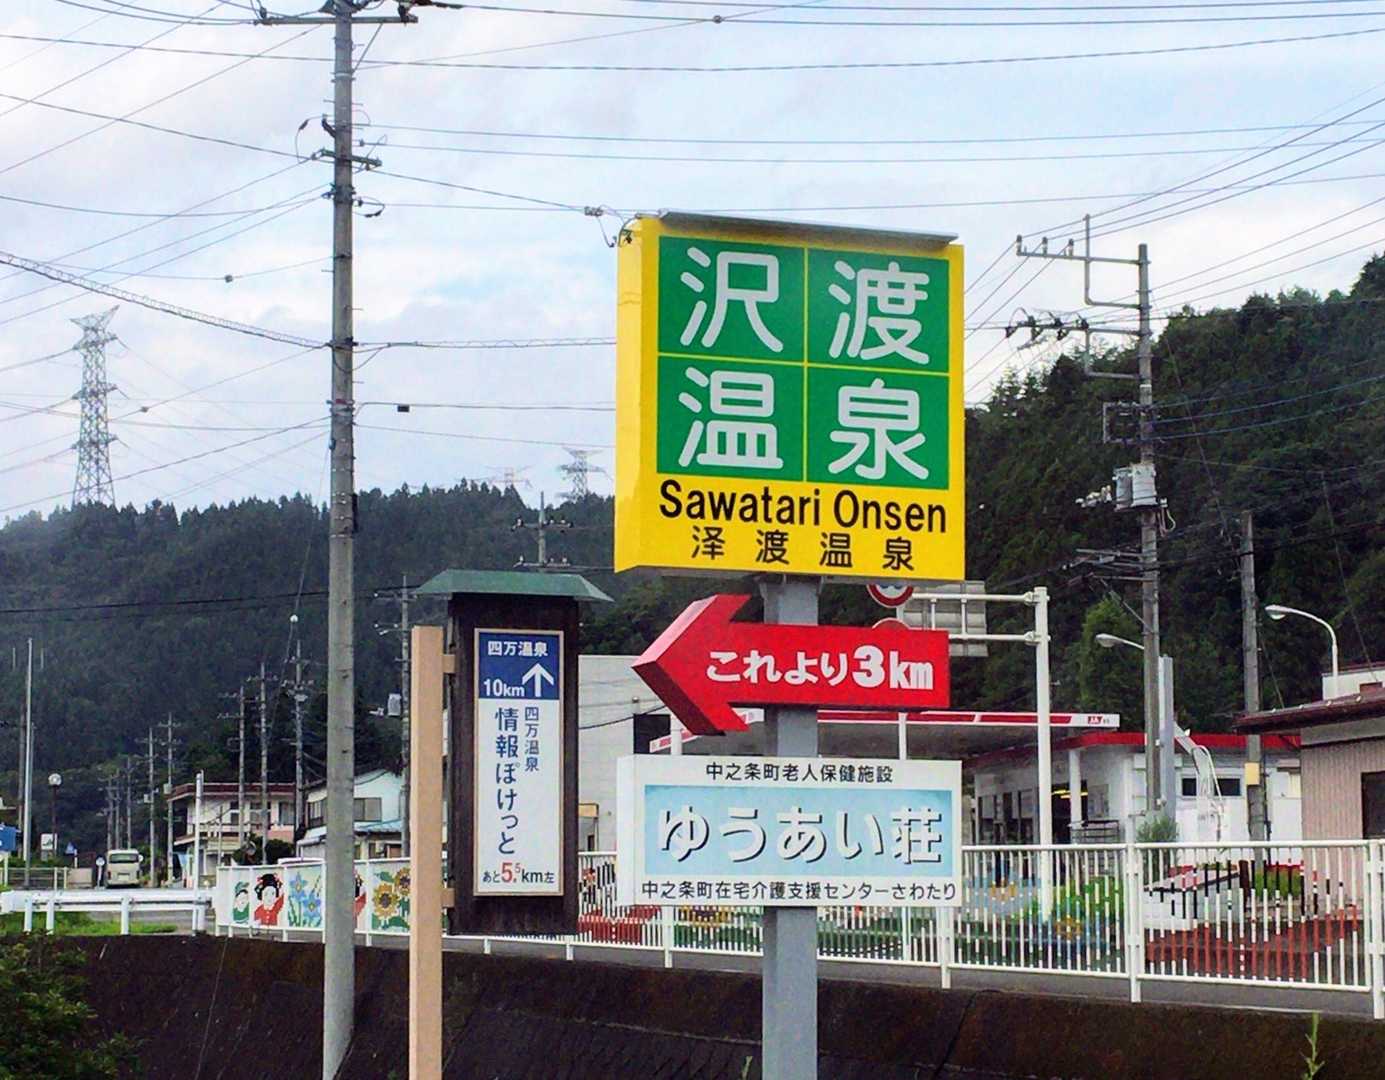 沢渡
温泉
Sawatari Onsen
泽渡温泉
これより3km
中之条町老人保健施設
ゆうあい荘
中之条町在宅介護支援センターさわたり
四万温泉
10km
四万温泉
情報ぽけっと
あと5.5km左
JA